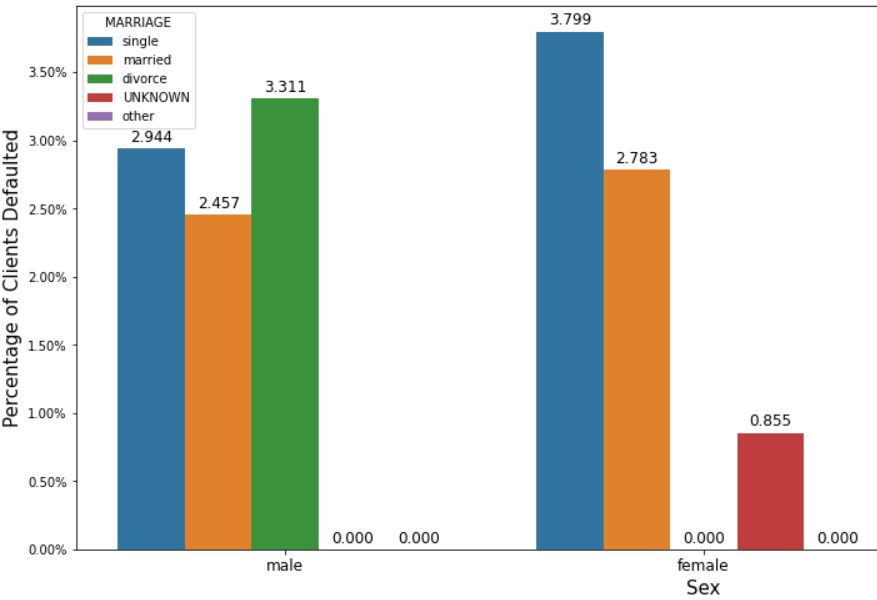 MARRIAGE
single
married
divorce
UNKNOWN
other
Percentage of Clients Defaulted
3.50%
3.00%
2.50%
2.00%
1.50%
1.00%
0.50%
0.00%
2.944
2.457
3.311
0.000
0.000
3.799
2.783
0.000
0.855
0.000
male
female
Sex